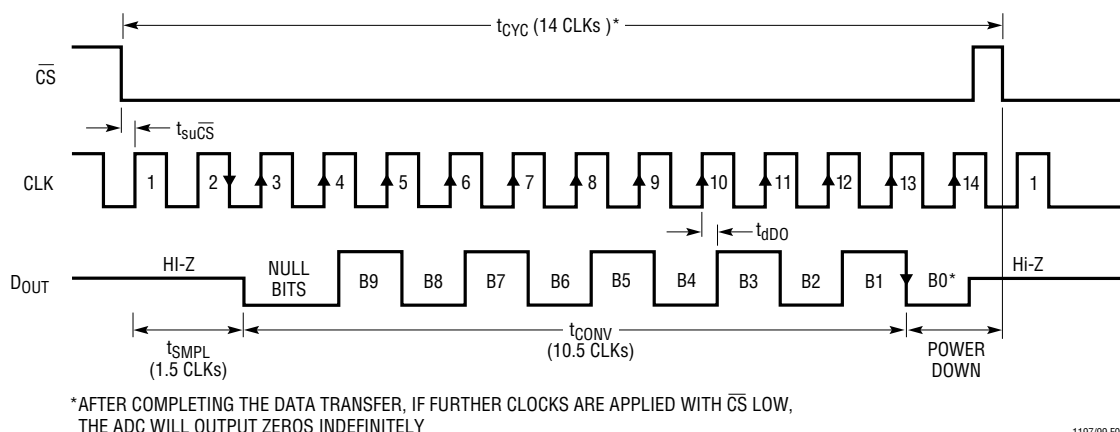 tCYC (14 CLKs )*
CS
tsuCS
CLK
1 2 3 4 5 6 7 8 9 10 11 12 13 14 1
tdDO
DOUT
HI-Z
NULL
BITS
B9 B8 B7 B6 B5 B4 B3 B2 B1 B0*
Hi-Z
tSMPL
(1.5 CLKs)
tCONV
(10.5 CLKs)
POWER
DOWN
*AFTER COMPLETING THE DATA TRANSFER, IF FURTHER CLOCKS ARE APPLIED WITH CS LOW,
THE ADC WILL OUTPUT ZEROS INDEFINITELY